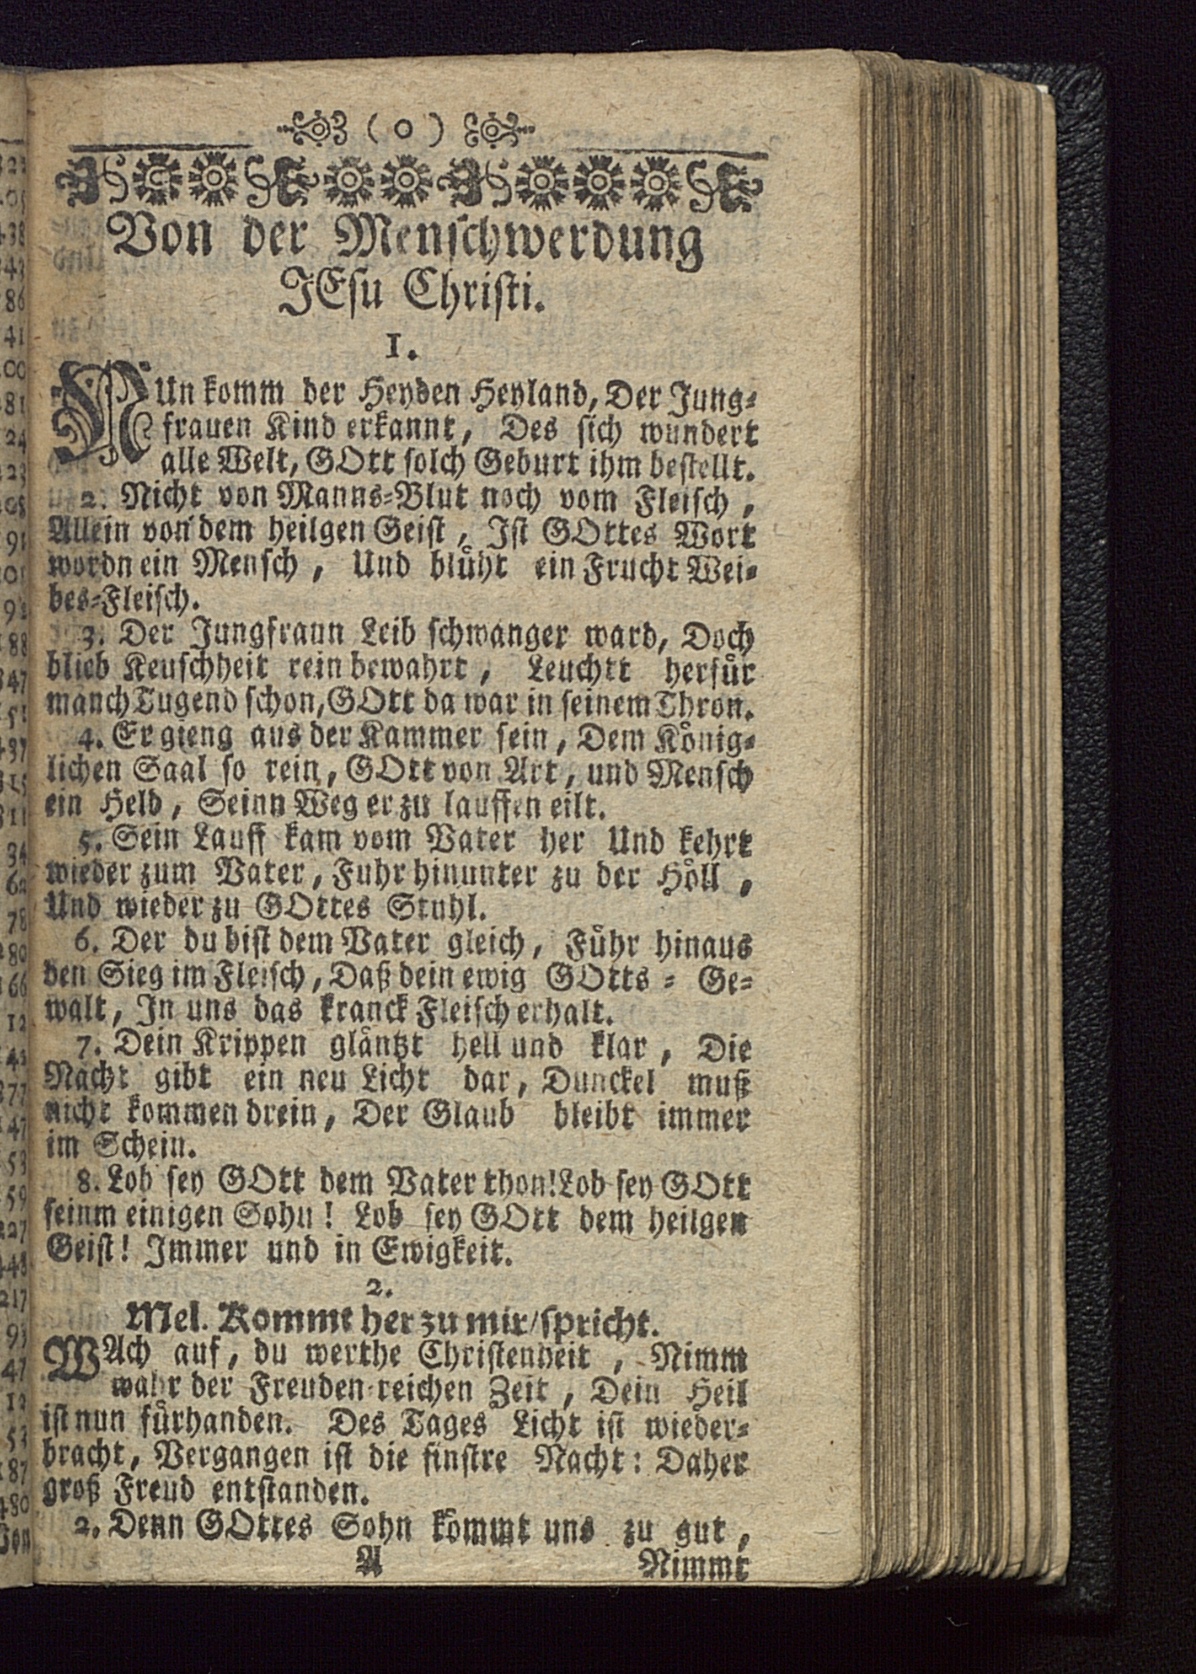 ( o )
Von der Menschwerdung
JEsu Christi.
1.
NUn komm der Heyden Heyland, Der Jung-
frauen Kind erkannt, Des sich wundert
alle Welt, GOtt solch Geburt ihm bestellt.
2. Nicht von Manns-Blut noch vom Fleisch,
Allein von dem heilgen Geist, Ist GOttes Wort
wordn ein Mensch, Und blüht ein Frucht Wei-
bes-Fleisch.
3. Der Jungfraun Leib schwanger ward, Doch
blieb Keuschheit rein bewahrt, Leuchtt herfür
manch Tugend schon, GOtt da war in seinem Thron.
4. Er gieng aus der Kammer sein, Dem König-
lichen Saal so rein, GOtt von Art, und Mensch
ein Held, Seinn Weg er zu lauffen eilt.
5. Sein Lauff kam vom Vater her Und kehrt
wieder zum Vater, Fuhr hinunter zu der Höll,
Und wieder zu GOttes Stuhl.
6. Der du bist dem Vater gleich, Führ hinaus
den Sieg im Fleisch, Daß dein ewig GOtts-Ge-
walt, In uns das kranck Fleisch erhalt.
7. Dein Krippen gläntzt hell und klar, Die
Nacht gibt ein neu Licht dar, Dunckel muß
nicht kommen drein, Der Glaub bleibt immer
im Schein.
8. Lob sey GOtt dem Vater thon! Lob sey GOtt
seinm einigen Sohn! Lob sey GOtt dem heilgen
Geist! Immer und in Ewigkeit.
2.
Mel. Kommt her zu mir/spricht.
WAch auf, du werthe Christenheit, Nimm
wahr der Freuden-reichen Zeit, Dein Heil
ist nun fürhanden. Des Tages Licht ist wieder-
bracht, Vergangen ist die finstre Nacht: Daher
groß Freud entstanden.
2. Denn GOttes Sohn kömmt uns zu gut,
A Nimmt